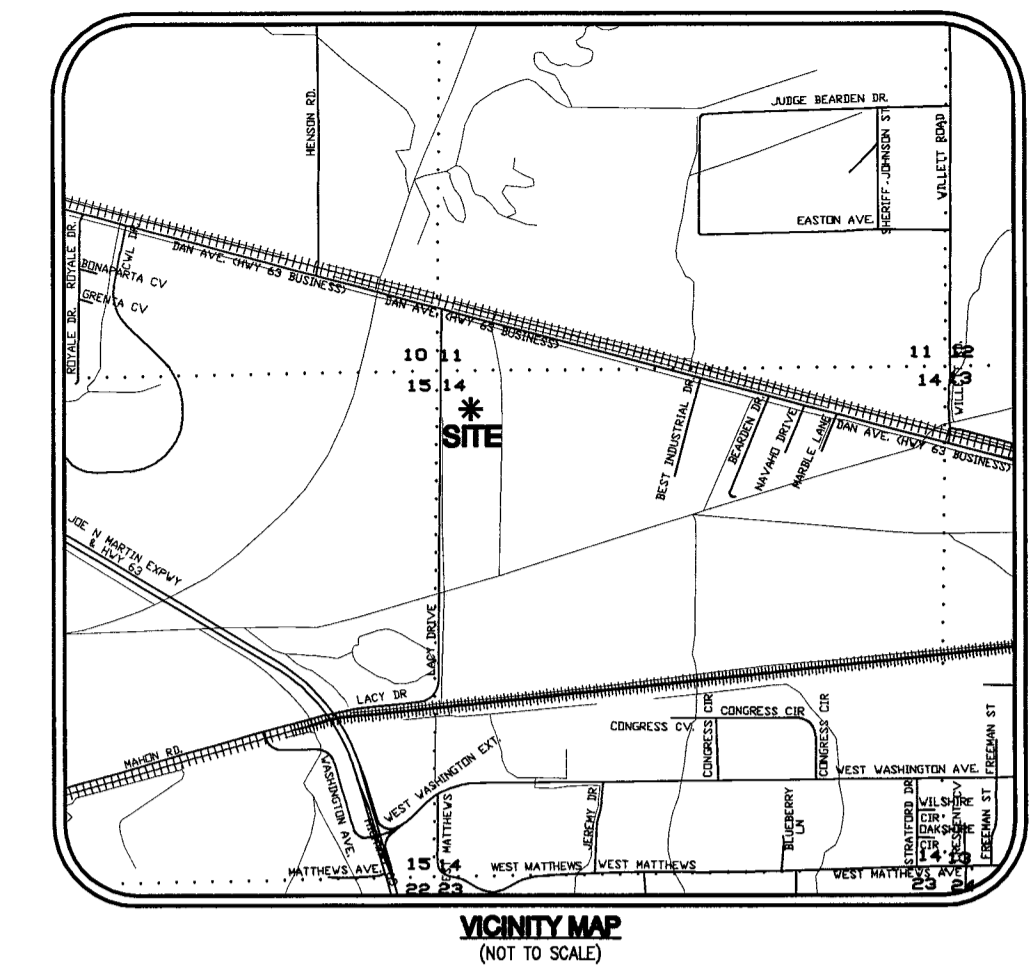 JUDGE BEARDEN DR.
HENSON RD.
SHERIFF JOHNSON ST.
WILLETT ROAD
EASTON AVE.
ROYALE DR.
CWL DR.
DAN AVE. (HWY 63 BUSINESS)
BONAPARTA CV
GRENTA CV
ROYALE DR.
DAN AVE. (HWY 63 BUSINESS)
10 11
15 14
11 12
14 13
SITE
BEST INDUSTRIAL DR.
BEARDEN DR.
NAVAHO DRIVE
MARBLE LANE
DAN AVE. (HWY 63 BUSINESS)
JOE N MARTIN EXPWY
& HWY 63
LACY DRIVE
LACY DR
MAHON RD.
CONGRESS CV.
CONGRESS CIR
CONGRESS CIR
CONGRESS CIR
FREEMAN ST
WASHINGTON AVE.
WEST WASHINGTON EXT.
WEST WASHINGTON AVE.
MATTHEWS
JEREMY DR.
BLUEBERRY
LN
STRATFORD DR
WILSHIRE
CIR
OAKSHIRE
CIR
FREEMAN ST
MATTHEWS AVE.
15 14
22 23
WEST MATTHEWS
WEST MATTHEWS
WEST MATTHEWS AVE
14 13
23 24
VICINITY MAP
(NOT TO SCALE)